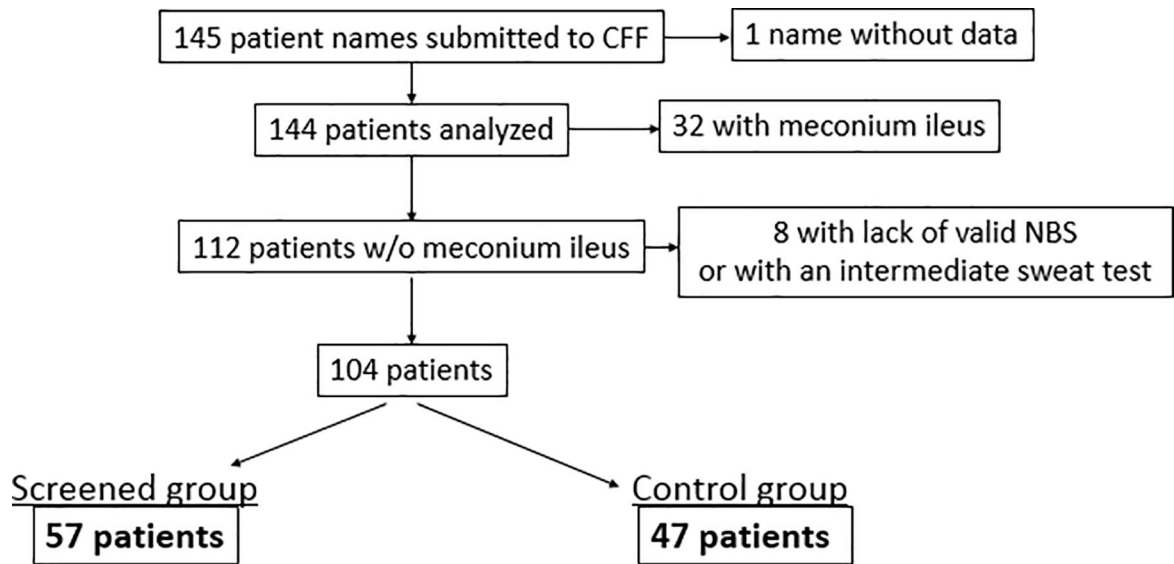 145 patient names submitted to CFF
1 name without data
144 patients analyzed
32 with meconium ileus
112 patients w/o meconium ileus
8 with lack of valid NBS
or with an intermediate sweat test
104 patients
Screened group
57 patients
Control group
47 patients